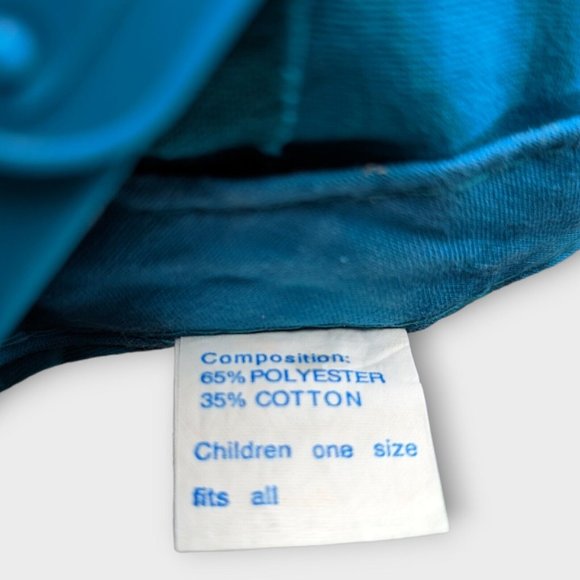 Composition:
65% POLYESTER
35% COTTON
Children one size
fits all